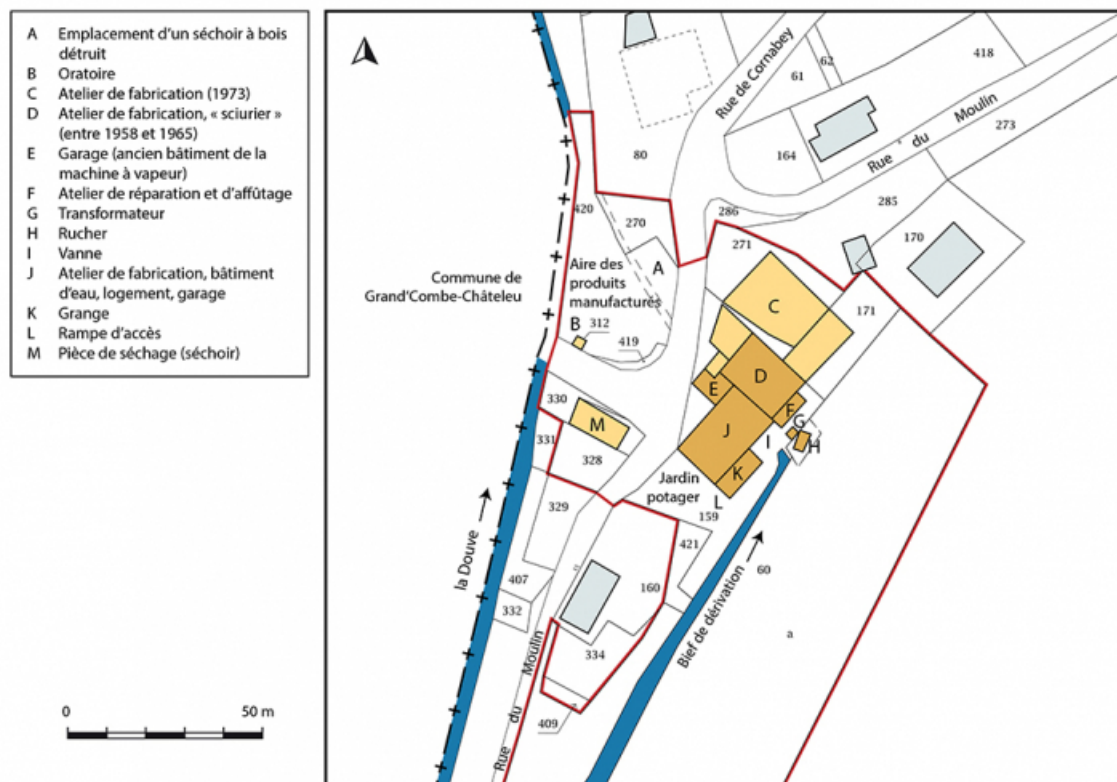 A Emplacement d'un séchoir à bois
détruit
B Oratoire
C Atelier de fabrication (1973)
D Atelier de fabrication, « sciurier »
(entre 1958 et 1965)
E Garage (ancien bâtiment de la
machine à vapeur)
F Atelier de réparation et d'affûtage
G Transformateur
H Rucher
I Vanne
J Atelier de fabrication, bâtiment
d'eau, logement, garage
K Grange
L Rampe d'accès
M Pièce de séchage (séchoir)
0 50 m
Rue de Cornabey
61
62
418
Rue du Moulin
273
80
164
420
270
286
285
271
170
A
Commune de
Grand'Combe-Châteleu
Aire des
produits
manufacturés
C
171
B
312
419
D
E
330
F
M
G
J
I
H
331
328
K
Jardin
potager
L
159
329
421
la Douve
60
407
160
332
Bief de dérivation
a
334
Rue du Moulin
409